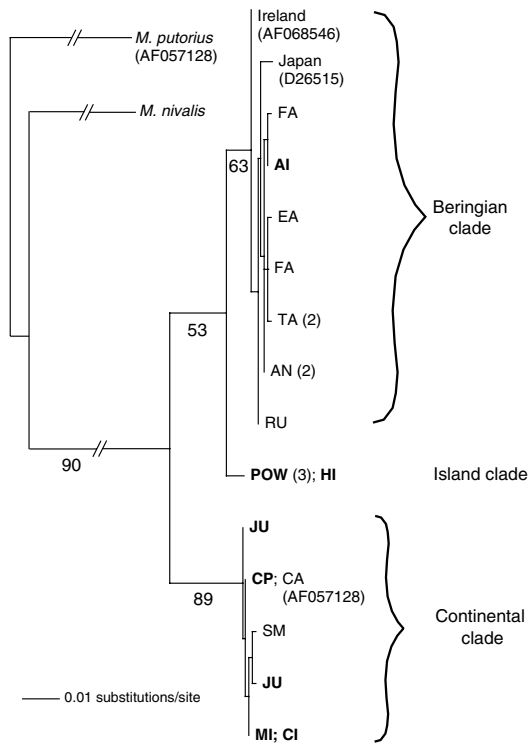 Ireland
(AF068546)
M. putorius
(AF057128)
Japan
(D26515)
M. nivalis
FA
63
AI
EA
Beringian
clade
FA
53
TA (2)
AN (2)
RU
90
POW (3); HI
Island clade
JU
CP; CA
(AF057128)
89
SM
Continental
clade
JU
0.01 substitutions/site
MI; CI